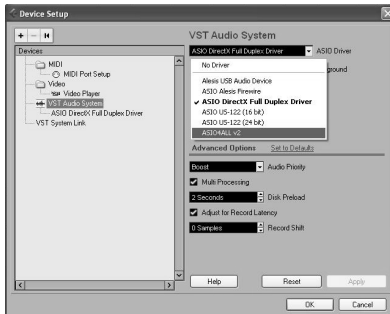 Device Setup
Devices
MIDI
MIDI Port Setup
Video
Video Player
VST Audio System
ASIO DirectX Full Duplex Driver
VST System Link
VST Audio System
ASIO DirectX Full Duplex Driver ASIO Driver
No Driver
Alesis USB Audio Device
ASIO Alesis Firewire
ASIO DirectX Full Duplex Driver
ASIO US-122 (16 bit)
ASIO US-122 (24 bit)
ASIO4ALL v2
ground
Advanced Options Set to Defaults
Boost Audio Priority
Multi Processing
2 Seconds Disk Preload
Adjust for Record Latency
0 Samples Record Shift
Help Reset Apply
OK Cancel